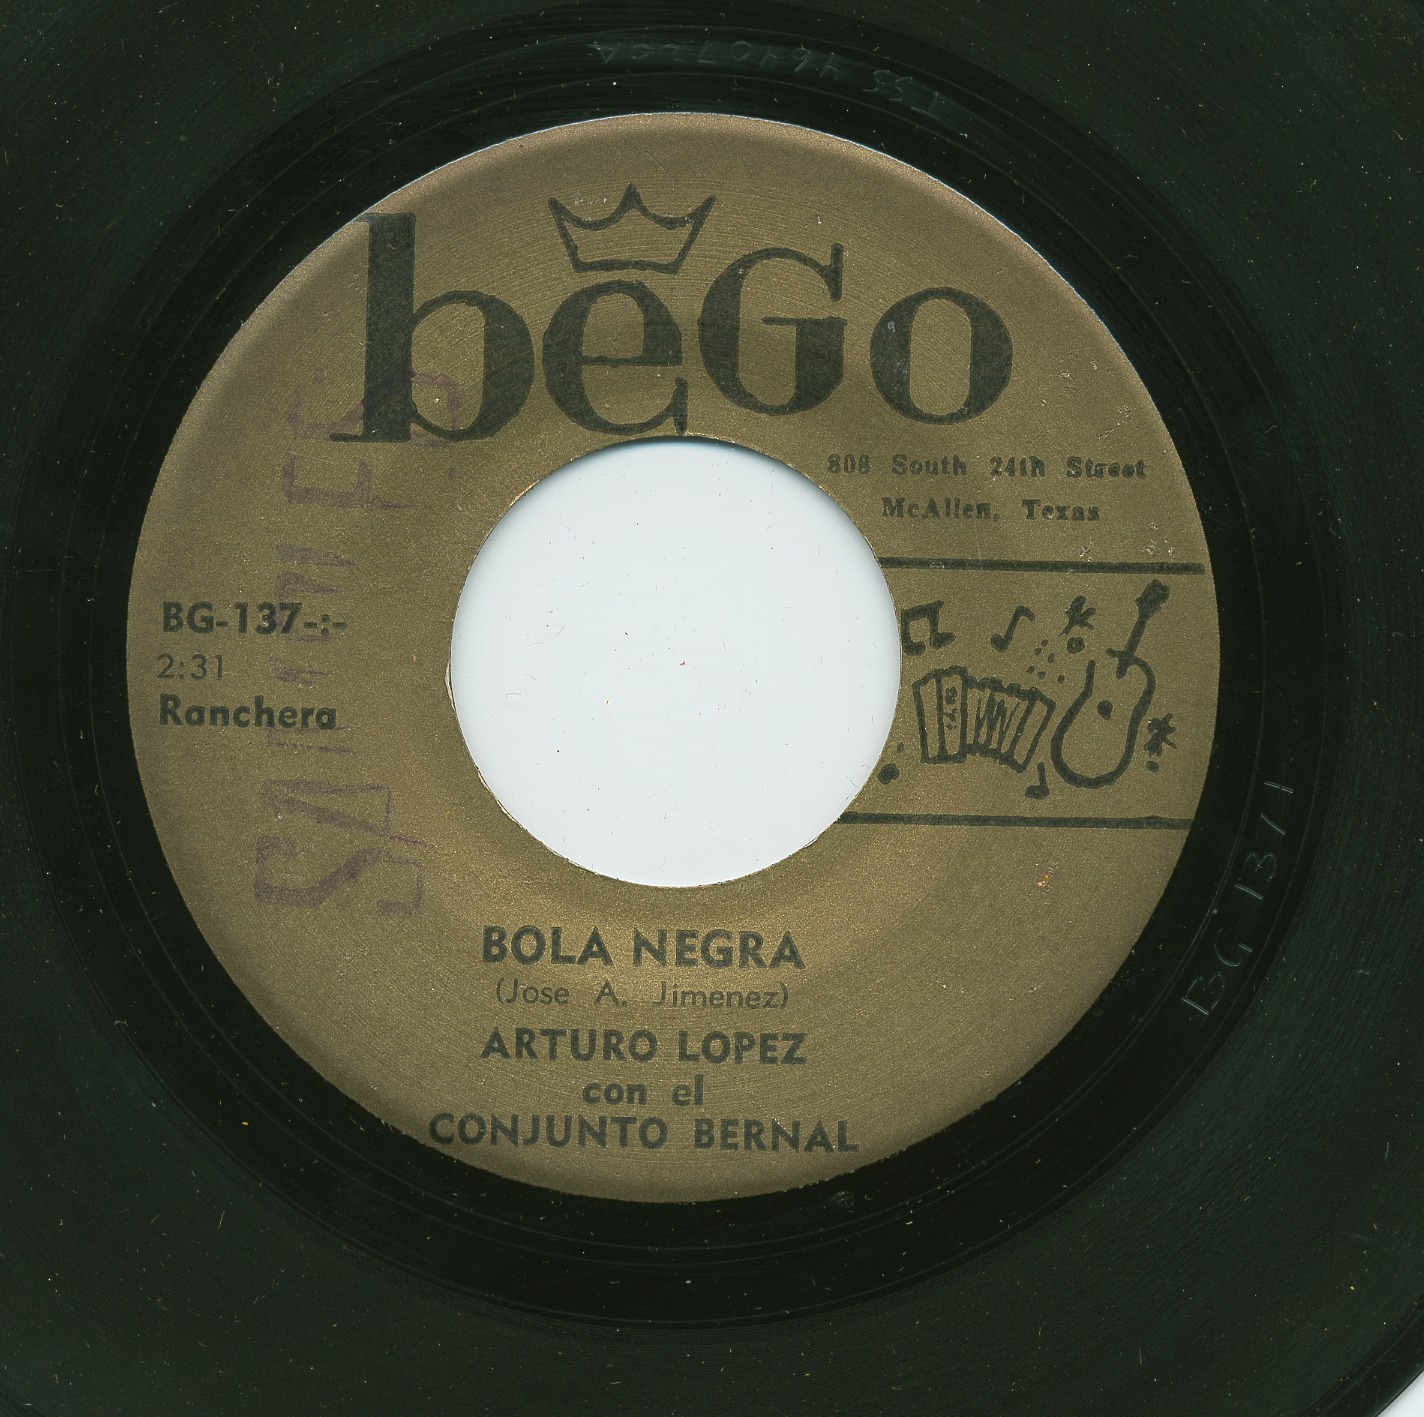 beGo
808 South 24th Street
McAllen, Texas
BG-137-:-
2:31
Ranchera
BOLA NEGRA
(Jose A. Jimenez)
ARTURO LOPEZ
con el
CONJUNTO BERNAL
BG 137 1